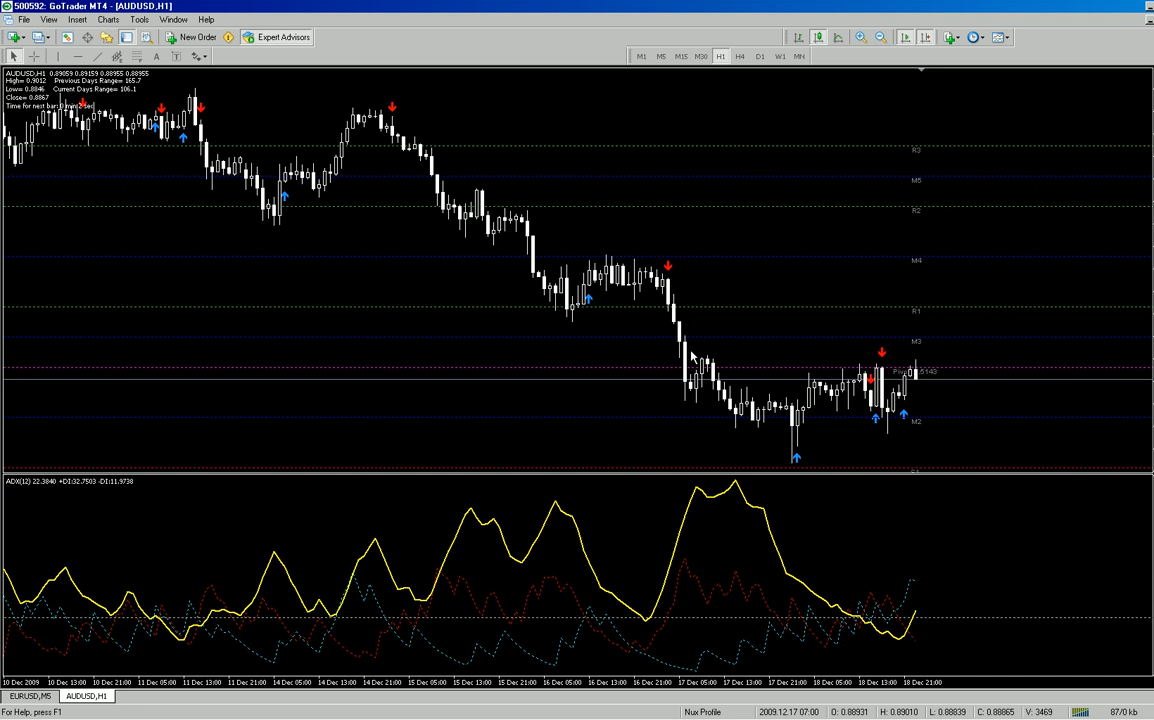 500592: GoTrader MT4 - [AUDUSD,H1]
File View Insert Charts Tools Window Help
New Order Expert Advisors
A T M1 M5 M15 M30 H1 H4 D1 W1 MN
AUDUSD,H1 0.89059 0.89159 0.88955 0.88955
High= 0.9012 Previous Days Range= 165.7
Low= 0.8846 Current Days Range= 106.1
Close= 0.8867
Time for next bar: 0 min 2 sec
R3
M5
R2
M4
R1
M3
M2
S1
ADX(12) 22.3840 +DI:32.7503 -DI:11.9738
10 Dec 2009 10 Dec 13:00 10 Dec 21:00 11 Dec 05:00 11 Dec 13:00 11 Dec 21:00 14 Dec 05:00 14 Dec 13:00 14 Dec 21:00 15 Dec 05:00 15 Dec 13:00 15 Dec 21:00 16 Dec 05:00 16 Dec 13:00 16 Dec 21:00 17 Dec 05:00 17 Dec 13:00 17 Dec 21:00 18 Dec 05:00 18 Dec 13:00 18 Dec 21:00
EURUSD,M5 AUDUSD,H1
For Help, press F1 Nux Profile 2009.12.17 07:00 O: 0.88931 H: 0.89010 L: 0.88839 C: 0.88865 V: 3469 87/0 kb